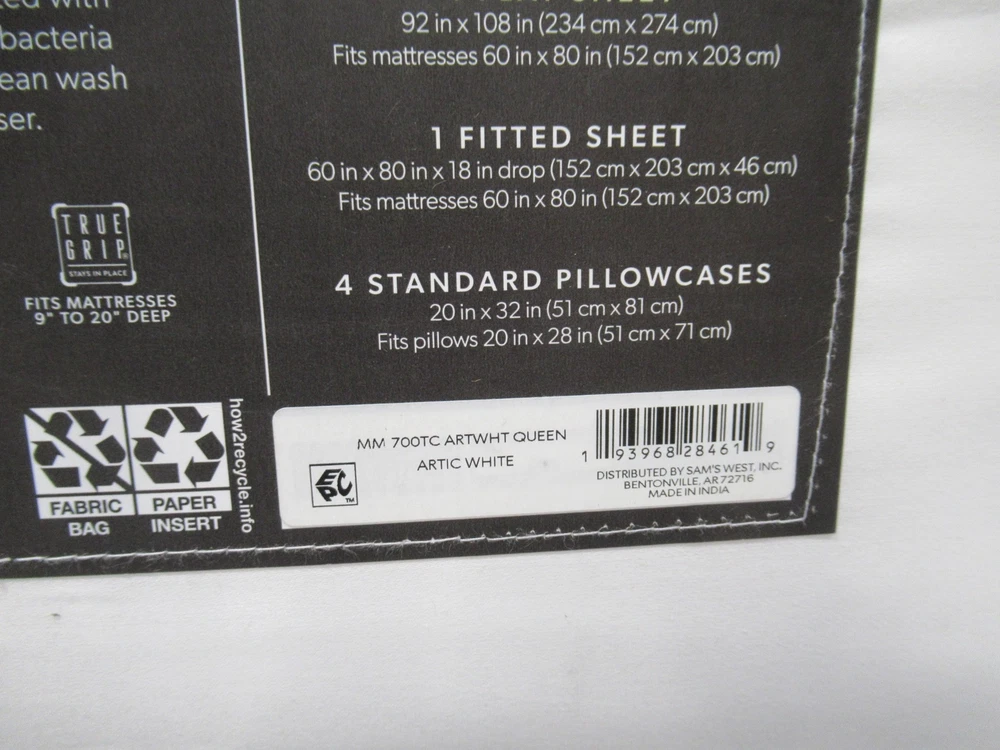 bacteria
ean wash
ser.
TRUE
GRIP
STAYS IN PLACE
FITS MATTRESSES
9" TO 20" DEEP
FABRIC
BAG
PAPER
INSERT
how2recycle.info
92 in x 108 in (234 cm x 274 cm)
Fits mattresses 60 in x 80 in (152 cm x 203 cm)
1 FITTED SHEET
60 in x 80 in x 18 in drop (152 cm x 203 cm x 46 cm)
Fits mattresses 60 in x 80 in (152 cm x 203 cm)
4 STANDARD PILLOWCASES
20 in x 32 in (51 cm x 81 cm)
Fits pillows 20 in x 28 in (51 cm x 71 cm)
MM 700TC ARTWHT QUEEN
ARTIC WHITE
EPC™
1 93968 28461 9
DISTRIBUTED BY SAM'S WEST, INC.
BENTONVILLE, AR 72716
MADE IN INDIA